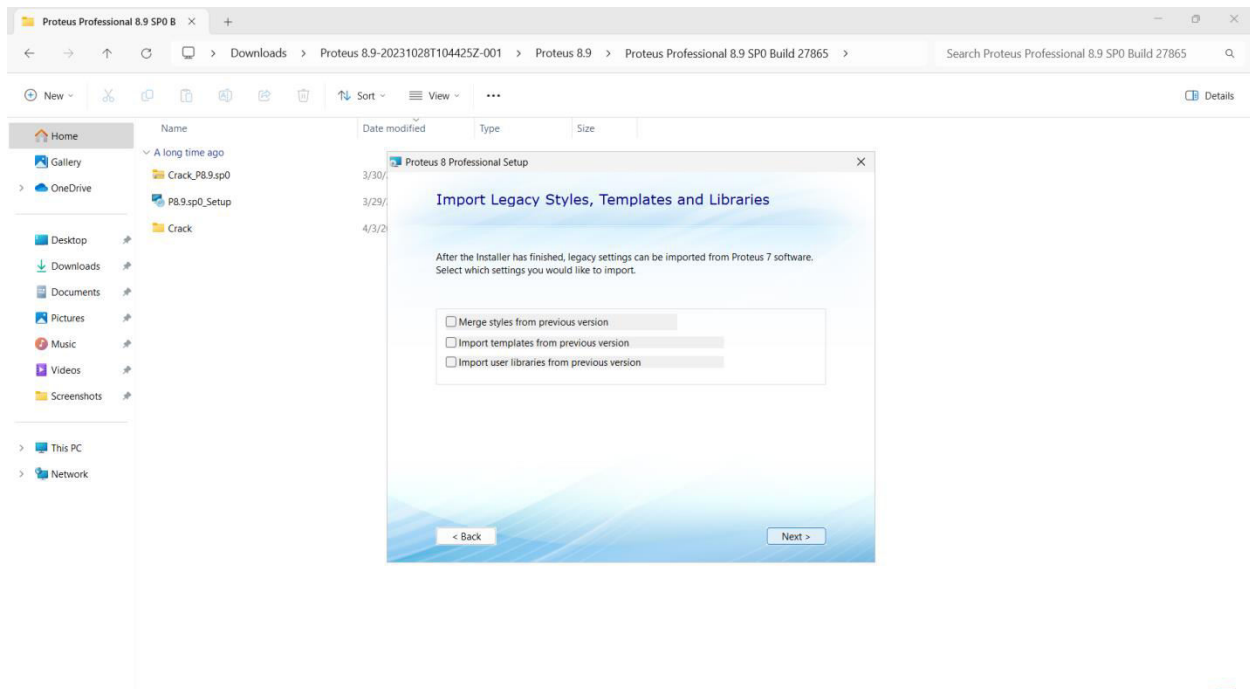 Proteus Professional 8.9 SP0 B
Downloads > Proteus 8.9-20231028T104425Z-001 > Proteus 8.9 > Proteus Professional 8.9 SP0 Build 27865 >
Search Proteus Professional 8.9 SP0 Build 27865
New Sort View ... Details
Name Date modified Type Size
Home
Gallery
OneDrive
Desktop
Downloads
Documents
Pictures
Music
Videos
Screenshots
This PC
Network
A long time ago
Crack_P8.9.sp0 3/30/
P8.9.sp0_Setup 3/29/
Crack 4/3/2
Proteus 8 Professional Setup
Import Legacy Styles, Templates and Libraries
After the Installer has finished, legacy settings can be imported from Proteus 7 software.
Select which settings you would like to import.
Merge styles from previous version
Import templates from previous version
Import user libraries from previous version
< Back Next >